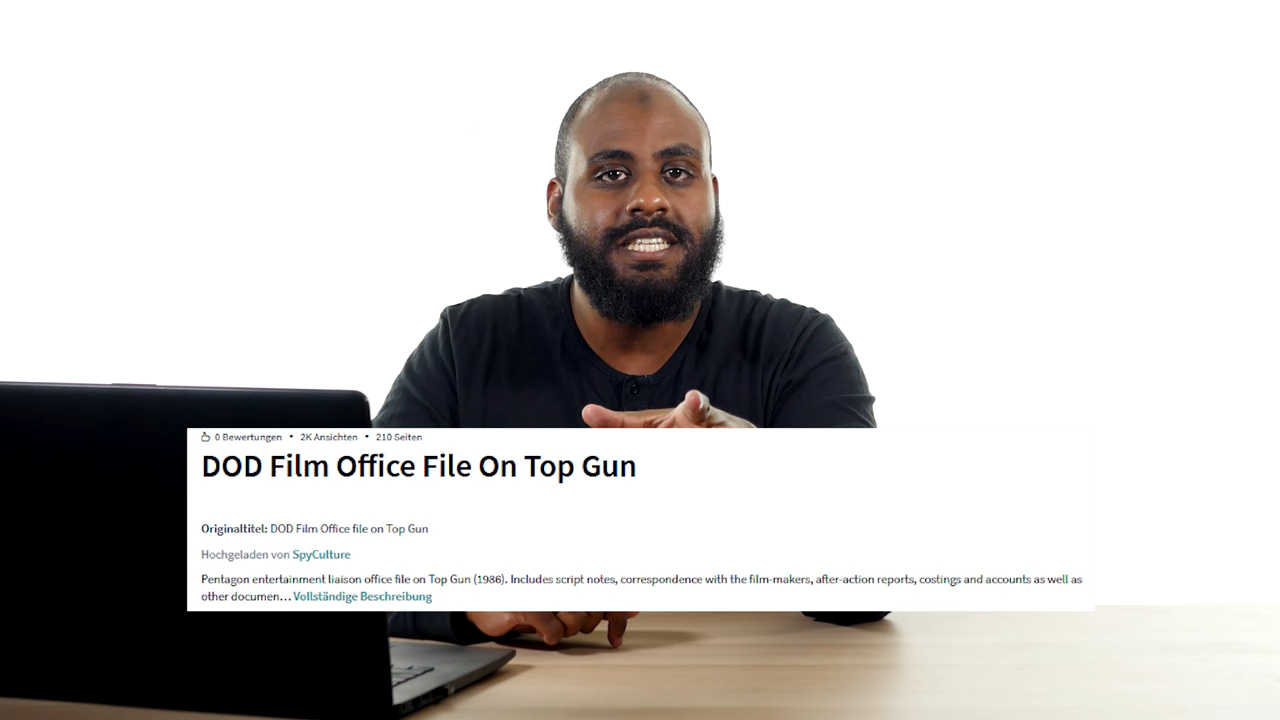 0 Bewertungen • 2K Ansichten • 210 Seiten
DOD Film Office File On Top Gun
Originaltitel: DOD Film Office file on Top Gun
Hochgeladen von SpyCulture
Pentagon entertainment liaison office file on Top Gun (1986). Includes script notes, correspondence with the film-makers, after-action reports, costings and accounts as well as
other documen... Vollständige Beschreibung